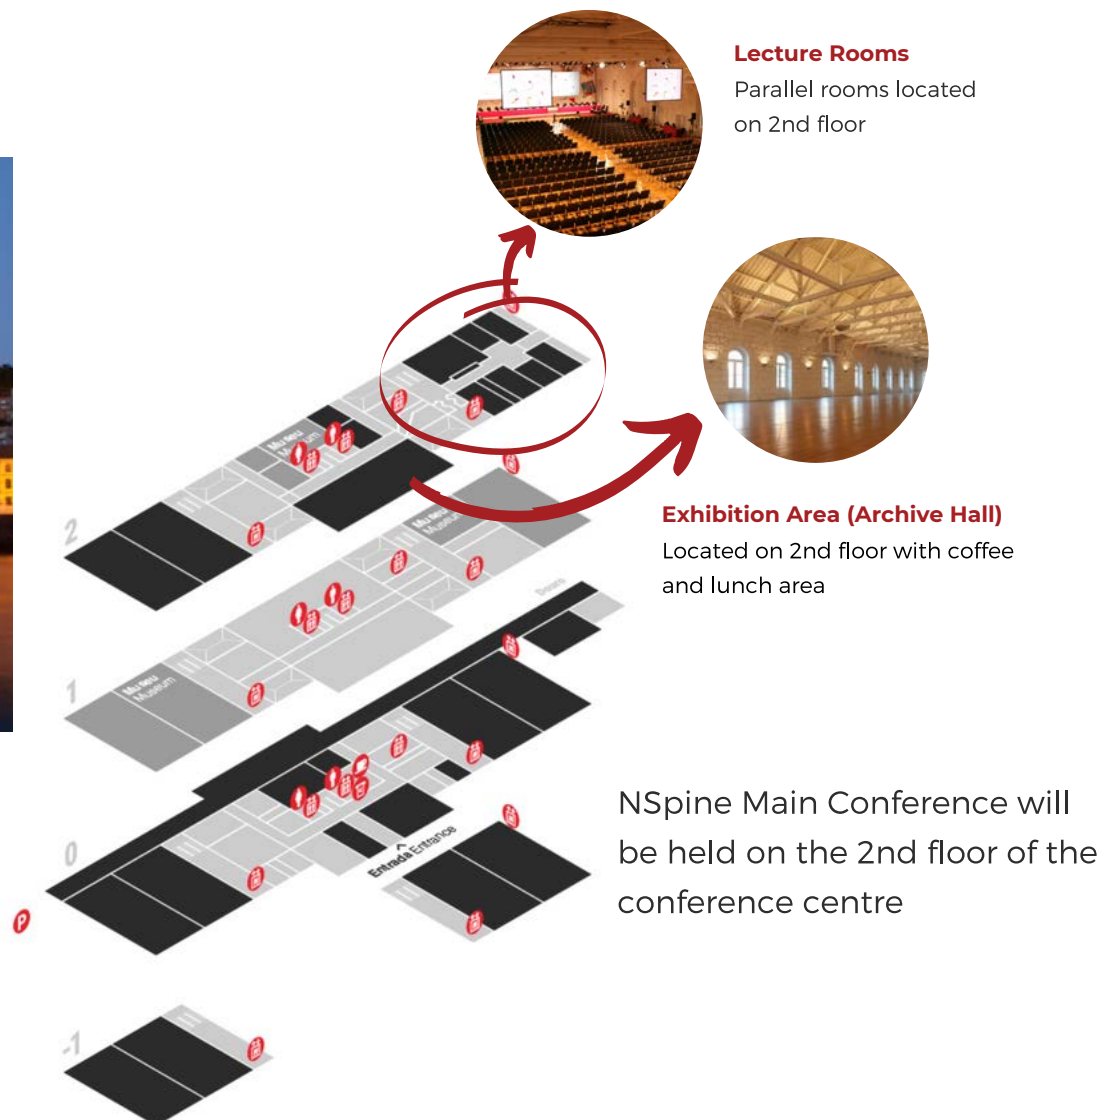 Lecture Rooms
Parallel rooms located
on 2nd floor
Museu
Museum
2
Exhibition Area (Archive Hall)
Located on 2nd floor with coffee
and lunch area
Museu
Museum
Douro
1
Museu
Museum
NSpine Main Conference will
be held on the 2nd floor of the
conference centre
0
Entrada Entrance
P
-1